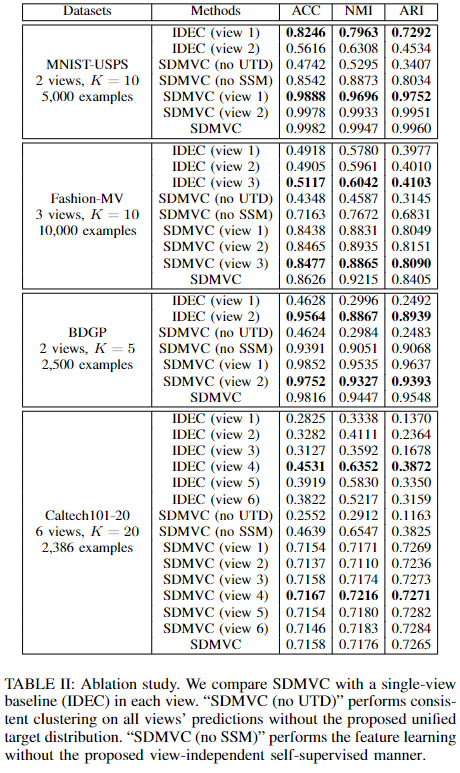 Datasets Methods ACC NMI ARI
IDEC (view 1) 0.8246 0.7963 0.7292
IDEC (view 2) 0.5616 0.6308 0.4534
MNIST-USPS SDMVC (no UTD) 0.4742 0.5295 0.3407
2 views, K = 10 SDMVC (no SSM) 0.8542 0.8873 0.8034
5,000 examples SDMVC (view 1) 0.9888 0.9696 0.9752
SDMVC (view 2) 0.9978 0.9933 0.9951
SDMVC 0.9982 0.9947 0.9960
IDEC (view 1) 0.4918 0.5780 0.3977
IDEC (view 2) 0.4905 0.5961 0.4010
IDEC (view 3) 0.5117 0.6042 0.4103
Fashion-MV SDMVC (no UTD) 0.4348 0.4587 0.3145
3 views, K = 10 SDMVC (no SSM) 0.7163 0.7672 0.6831
10,000 examples SDMVC (view 1) 0.8438 0.8831 0.8049
SDMVC (view 2) 0.8465 0.8935 0.8151
SDMVC (view 3) 0.8477 0.8865 0.8090
SDMVC 0.8626 0.9215 0.8405
IDEC (view 1) 0.4628 0.2996 0.2492
IDEC (view 2) 0.9564 0.8867 0.8939
BDGP SDMVC (no UTD) 0.4624 0.2984 0.2483
2 views, K = 5 SDMVC (no SSM) 0.9391 0.9051 0.9068
2,500 examples SDMVC (view 1) 0.9852 0.9535 0.9637
SDMVC (view 2) 0.9752 0.9327 0.9393
SDMVC 0.9816 0.9447 0.9548
IDEC (view 1) 0.2825 0.3338 0.1370
IDEC (view 2) 0.3282 0.4111 0.2364
IDEC (view 3) 0.3127 0.3592 0.1678
IDEC (view 4) 0.4531 0.6352 0.3872
IDEC (view 5) 0.3919 0.5830 0.3350
IDEC (view 6) 0.3822 0.5217 0.3159
Caltech101-20 SDMVC (no UTD) 0.2552 0.2912 0.1163
6 views, K = 20 SDMVC (no SSM) 0.4639 0.6547 0.3825
2,386 examples SDMVC (view 1) 0.7154 0.7171 0.7269
SDMVC (view 2) 0.7137 0.7110 0.7236
SDMVC (view 3) 0.7158 0.7174 0.7273
SDMVC (view 4) 0.7167 0.7216 0.7271
SDMVC (view 5) 0.7154 0.7180 0.7282
SDMVC (view 6) 0.7146 0.7183 0.7284
SDMVC 0.7158 0.7176 0.7265
TABLE II: Ablation study. We compare SDMVC with a single-view
baseline (IDEC) in each view. “SDMVC (no UTD)” performs consis-
tent clustering on all views’ predictions without the proposed unified
target distribution. “SDMVC (no SSM)” performs the feature learning
without the proposed view-independent self-supervised manner.